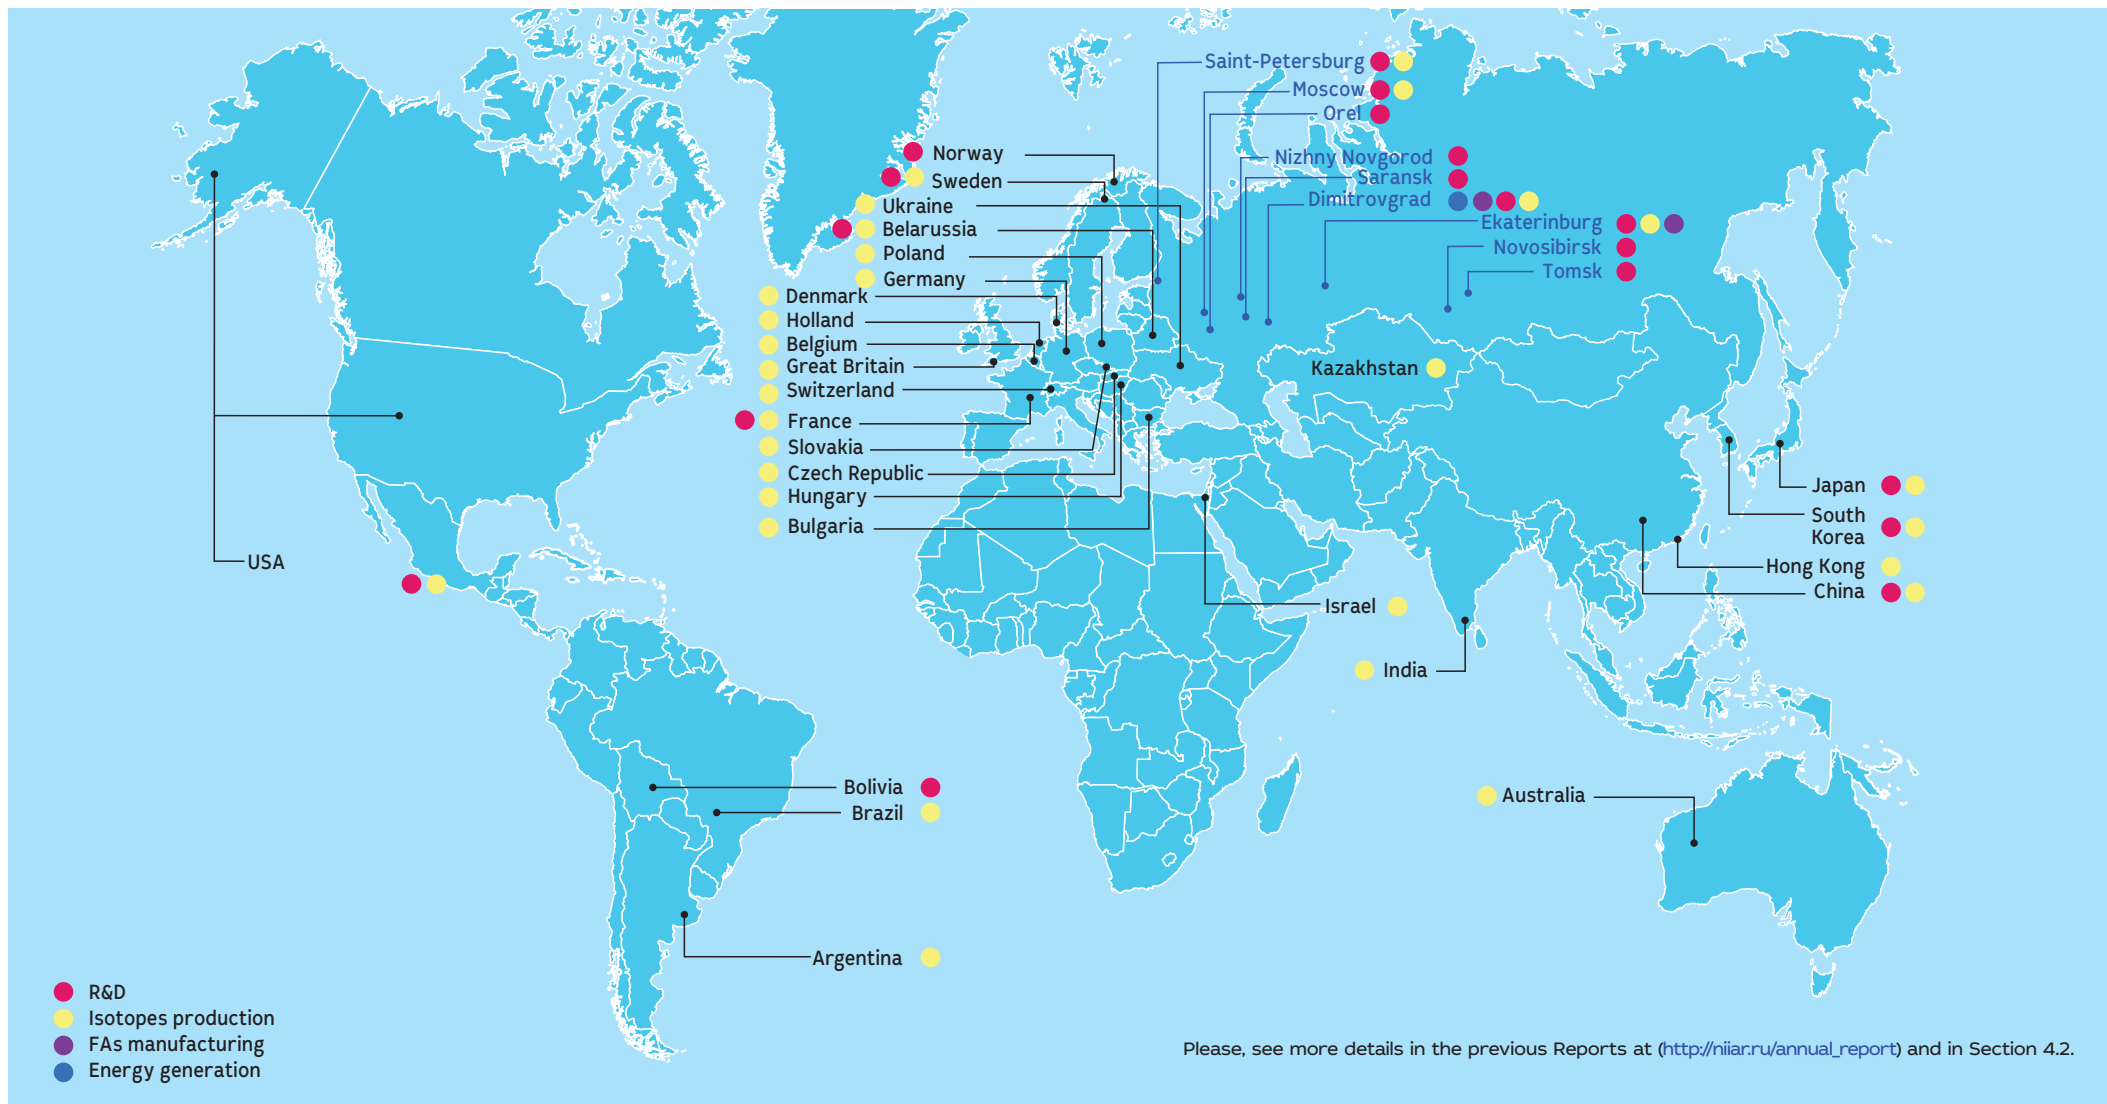 Saint-Petersburg
Moscow
Orel
Nizhny Novgorod
Saransk
Dimitrovgrad
Ekaterinburg
Novosibirsk
Tomsk
Norway
Sweden
Ukraine
Belarussia
Poland
Germany
Denmark
Holland
Belgium
Great Britain
Switzerland
France
Slovakia
Czech Republic
Hungary
Bulgaria
Kazakhstan
USA
Japan
South
Korea
Hong Kong
China
Israel
India
Bolivia
Brazil
Australia
Argentina
R&D
Isotopes production
FAs manufacturing
Energy generation
Please, see more details in the previous Reports at (http://niiar.ru/annual_report) and in Section 4.2.